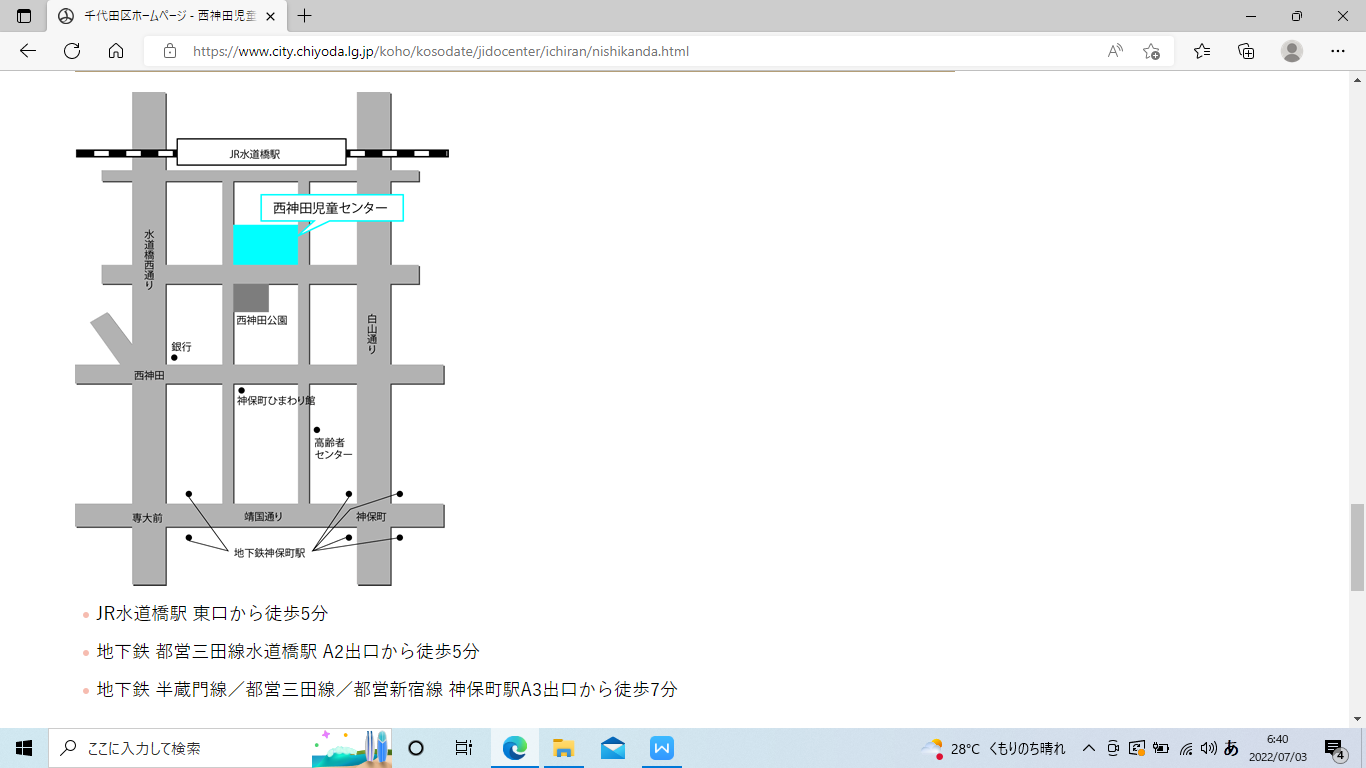 千代田区ホームページ - 西神田児童
https://www.city.chiyoda.lg.jp/koho/kosodate/jidocenter/ichiran/nishikanda.html
JR水道橋駅
西神田児童センター
水道橋西通り
西神田公園
白山通り
銀行
西神田
神保町ひまわり館
高齢者
センター
専大前
靖国通り
神保町
地下鉄神保町駅
JR水道橋駅 東口から徒歩5分
地下鉄 都営三田線水道橋駅 A2出口から徒歩5分
地下鉄 半蔵門線／都営三田線／都営新宿線 神保町駅A3出口から徒歩7分
ここに入力して検索
28°C くもりのち晴れ
あ
6:40
2022/07/03
4